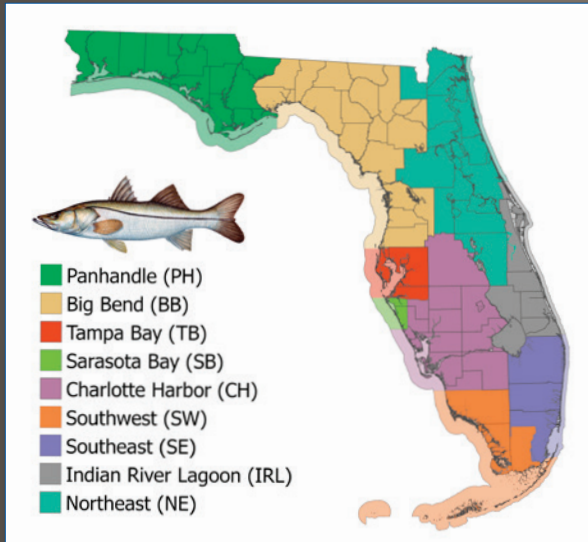 Panhandle (PH)
Big Bend (BB)
Tampa Bay (TB)
Sarasota Bay (SB)
Charlotte Harbor (CH)
Southwest (SW)
Southeast (SE)
Indian River Lagoon (IRL)
Northeast (NE)